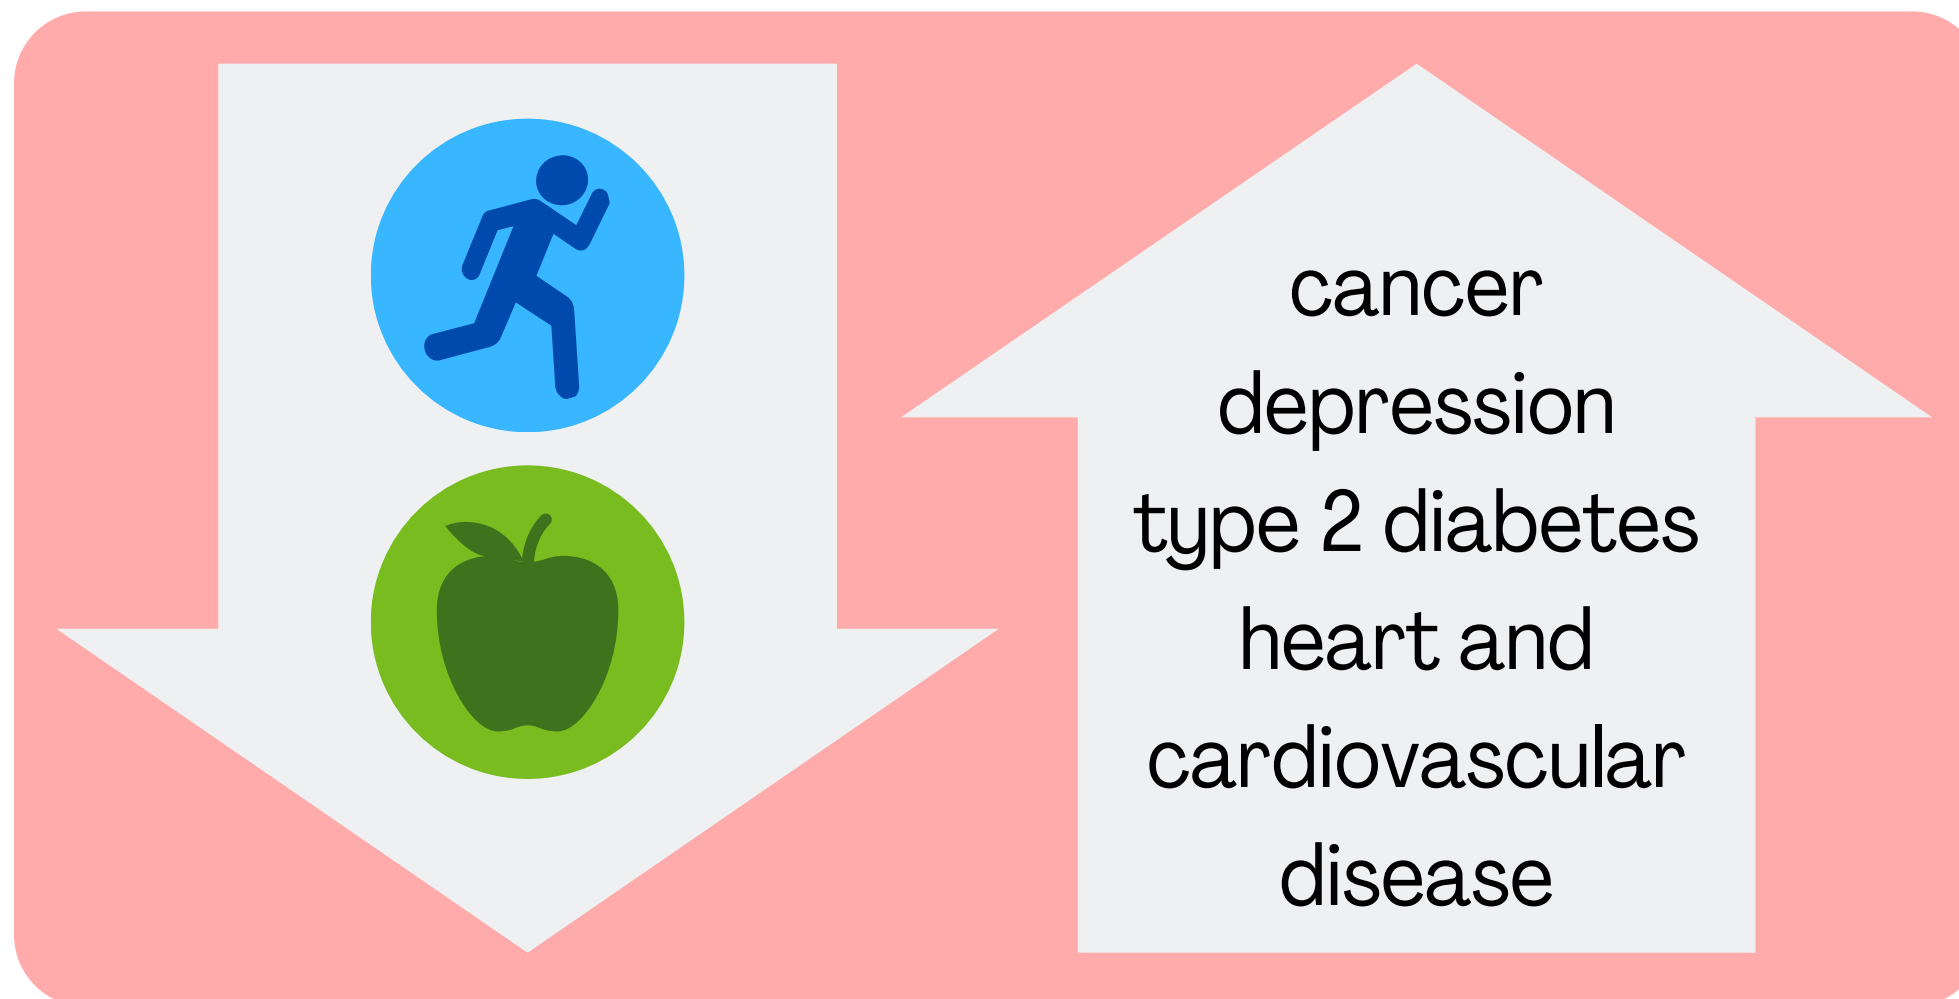 cancer
depression
type 2 diabetes
heart and
cardiovascular
disease